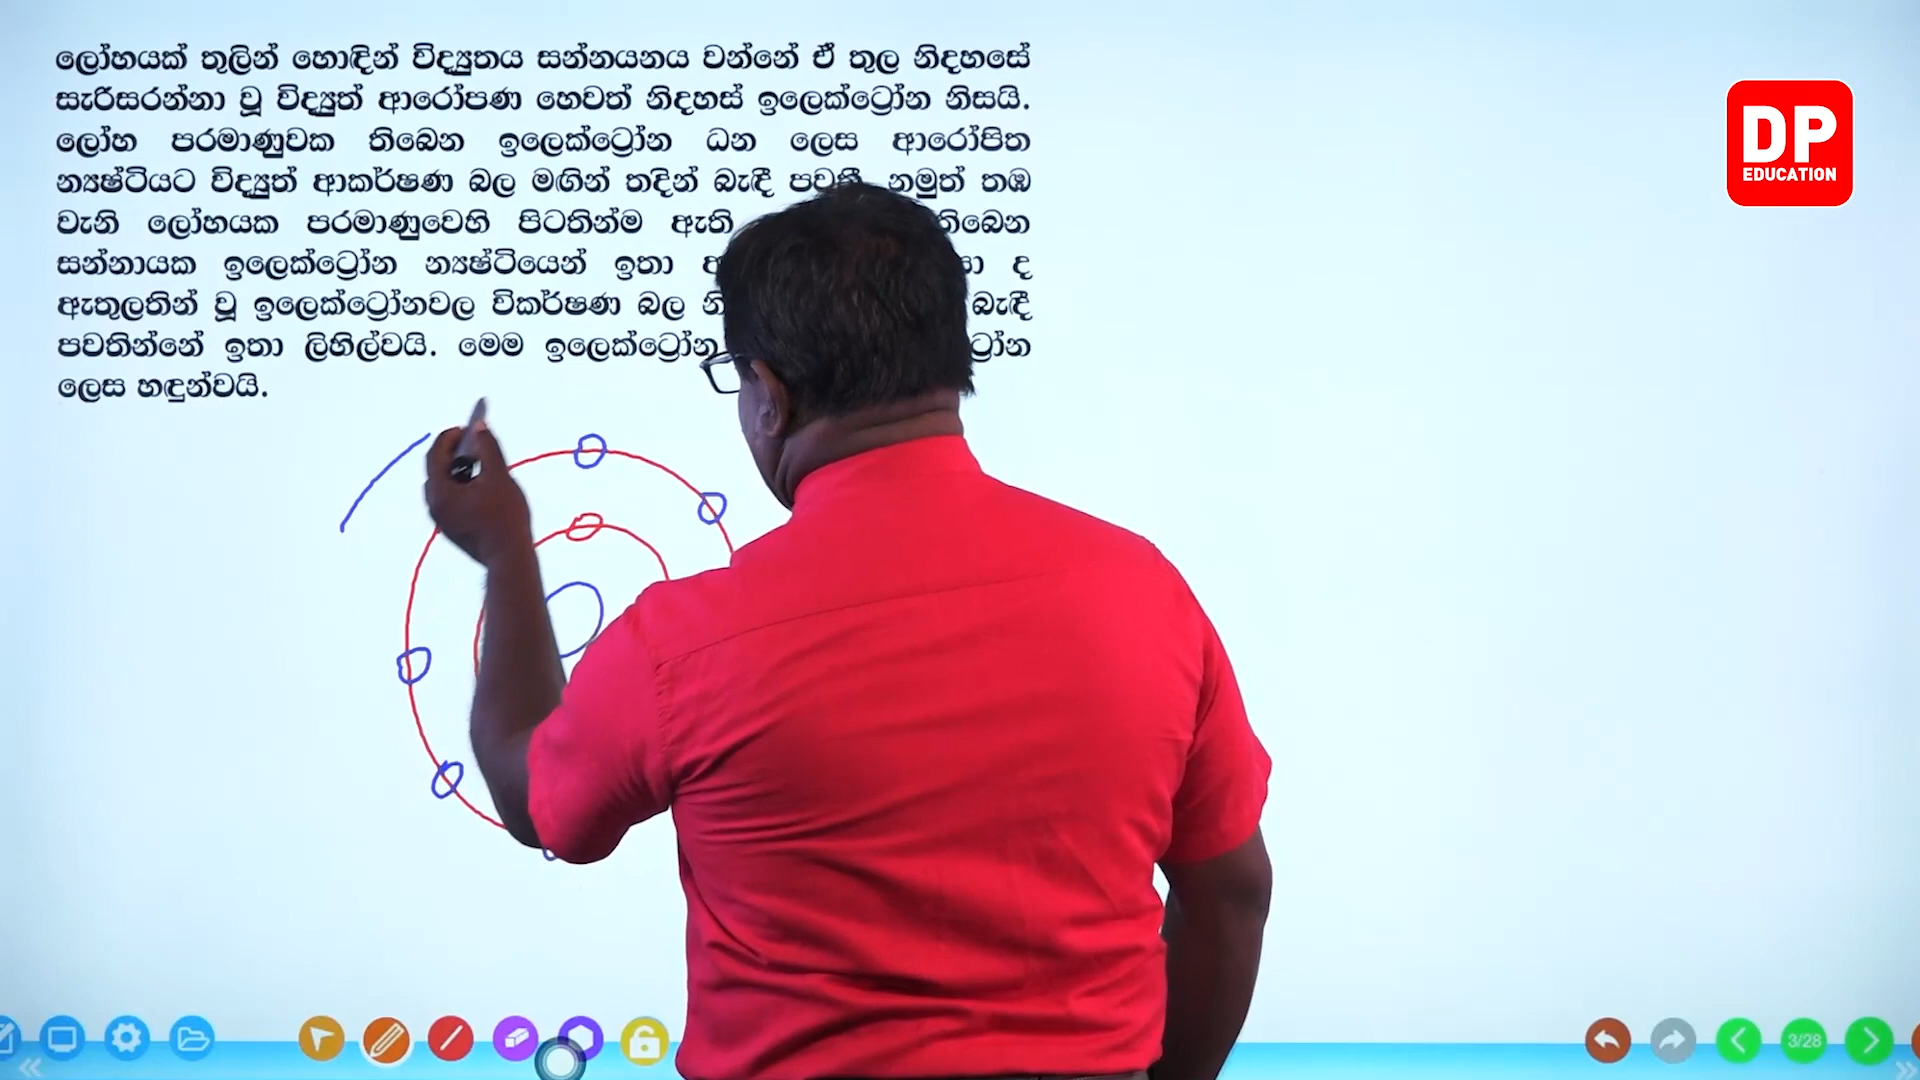 ලෝහයක් තුලින් හොඳින් විද්‍යුතය සන්නයනය වන්නේ ඒ තුල නිදහසේ
සැරිසරන්නා වූ විද්‍යුත් ආරෝපණ හෙවත් නිදහස් ඉලෙක්ට්‍රෝන නිසයි.
ලෝහ පරමාණුවක තිබෙන ඉලෙක්ට්‍රෝන ධන ලෙස ආරෝපිත
න්‍යෂ්ටියට විද්‍යුත් ආකර්ෂණ බල මඟින් තදින් බැඳී පවතී. නමුත් තඹ
වැනි ලෝහයක පරමාණුවෙහි පිටතින්ම ඇති තිබෙන
සන්නායක ඉලෙක්ට්‍රෝන න්‍යෂ්ටියෙන් ඉතා ද
ඇතුලතින් වූ ඉලෙක්ට්‍රෝනවල විකර්ෂණ බල බැඳී
පවතින්නේ ඉතා ලිහිල්වයි. මෙම ඉලෙක්ට්‍රෝන
ලෙස හඳුන්වයි.
DP
EDUCATION
3/28